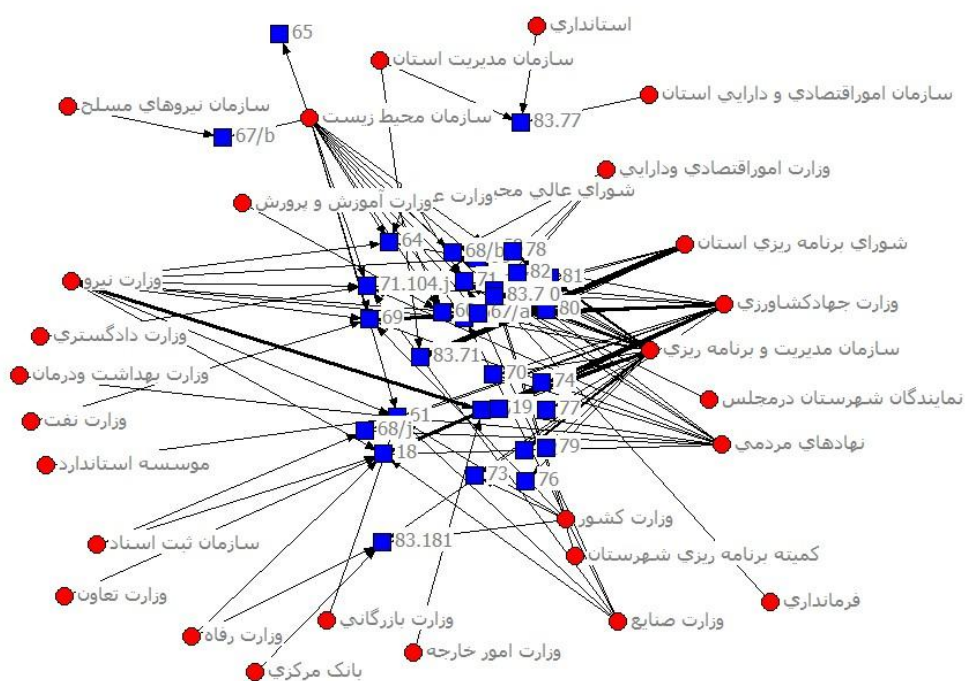 65
استانداري
سازمان مديريت استان
سازمان نيروهاي مسلح
67/b
سازمان محيط زيست
83.77
سازمان اموراقتصادي و دارايي استان
وزارت اموراقتصادي ودارايي
شوراي عالي
وزارت آموزش و پرورش
64
68/b
78
شوراي برنامه ريزي استان
وزارت نيرو
71.104.j
71
82
81
83.7
وزارت جهادكشاورزي
69
67/a
80
وزارت دادگستري
83.71
سازمان مديريت و برنامه ريزي
وزارت بهداشت ودرمان
70
74
نمايندگان شهرستان درمجلس
وزارت نفت
61
19
77
68/j
نهادهاي مردمي
موسسه استاندارد
18
79
73
76
وزارت كشور
سازمان ثبت اسناد
83.181
كميته برنامه ريزي شهرستان
وزارت تعاون
فرمانداري
وزارت رفاه
وزارت بازرگاني
وزارت صنايع
وزارت امور خارجه
بانک مركزي